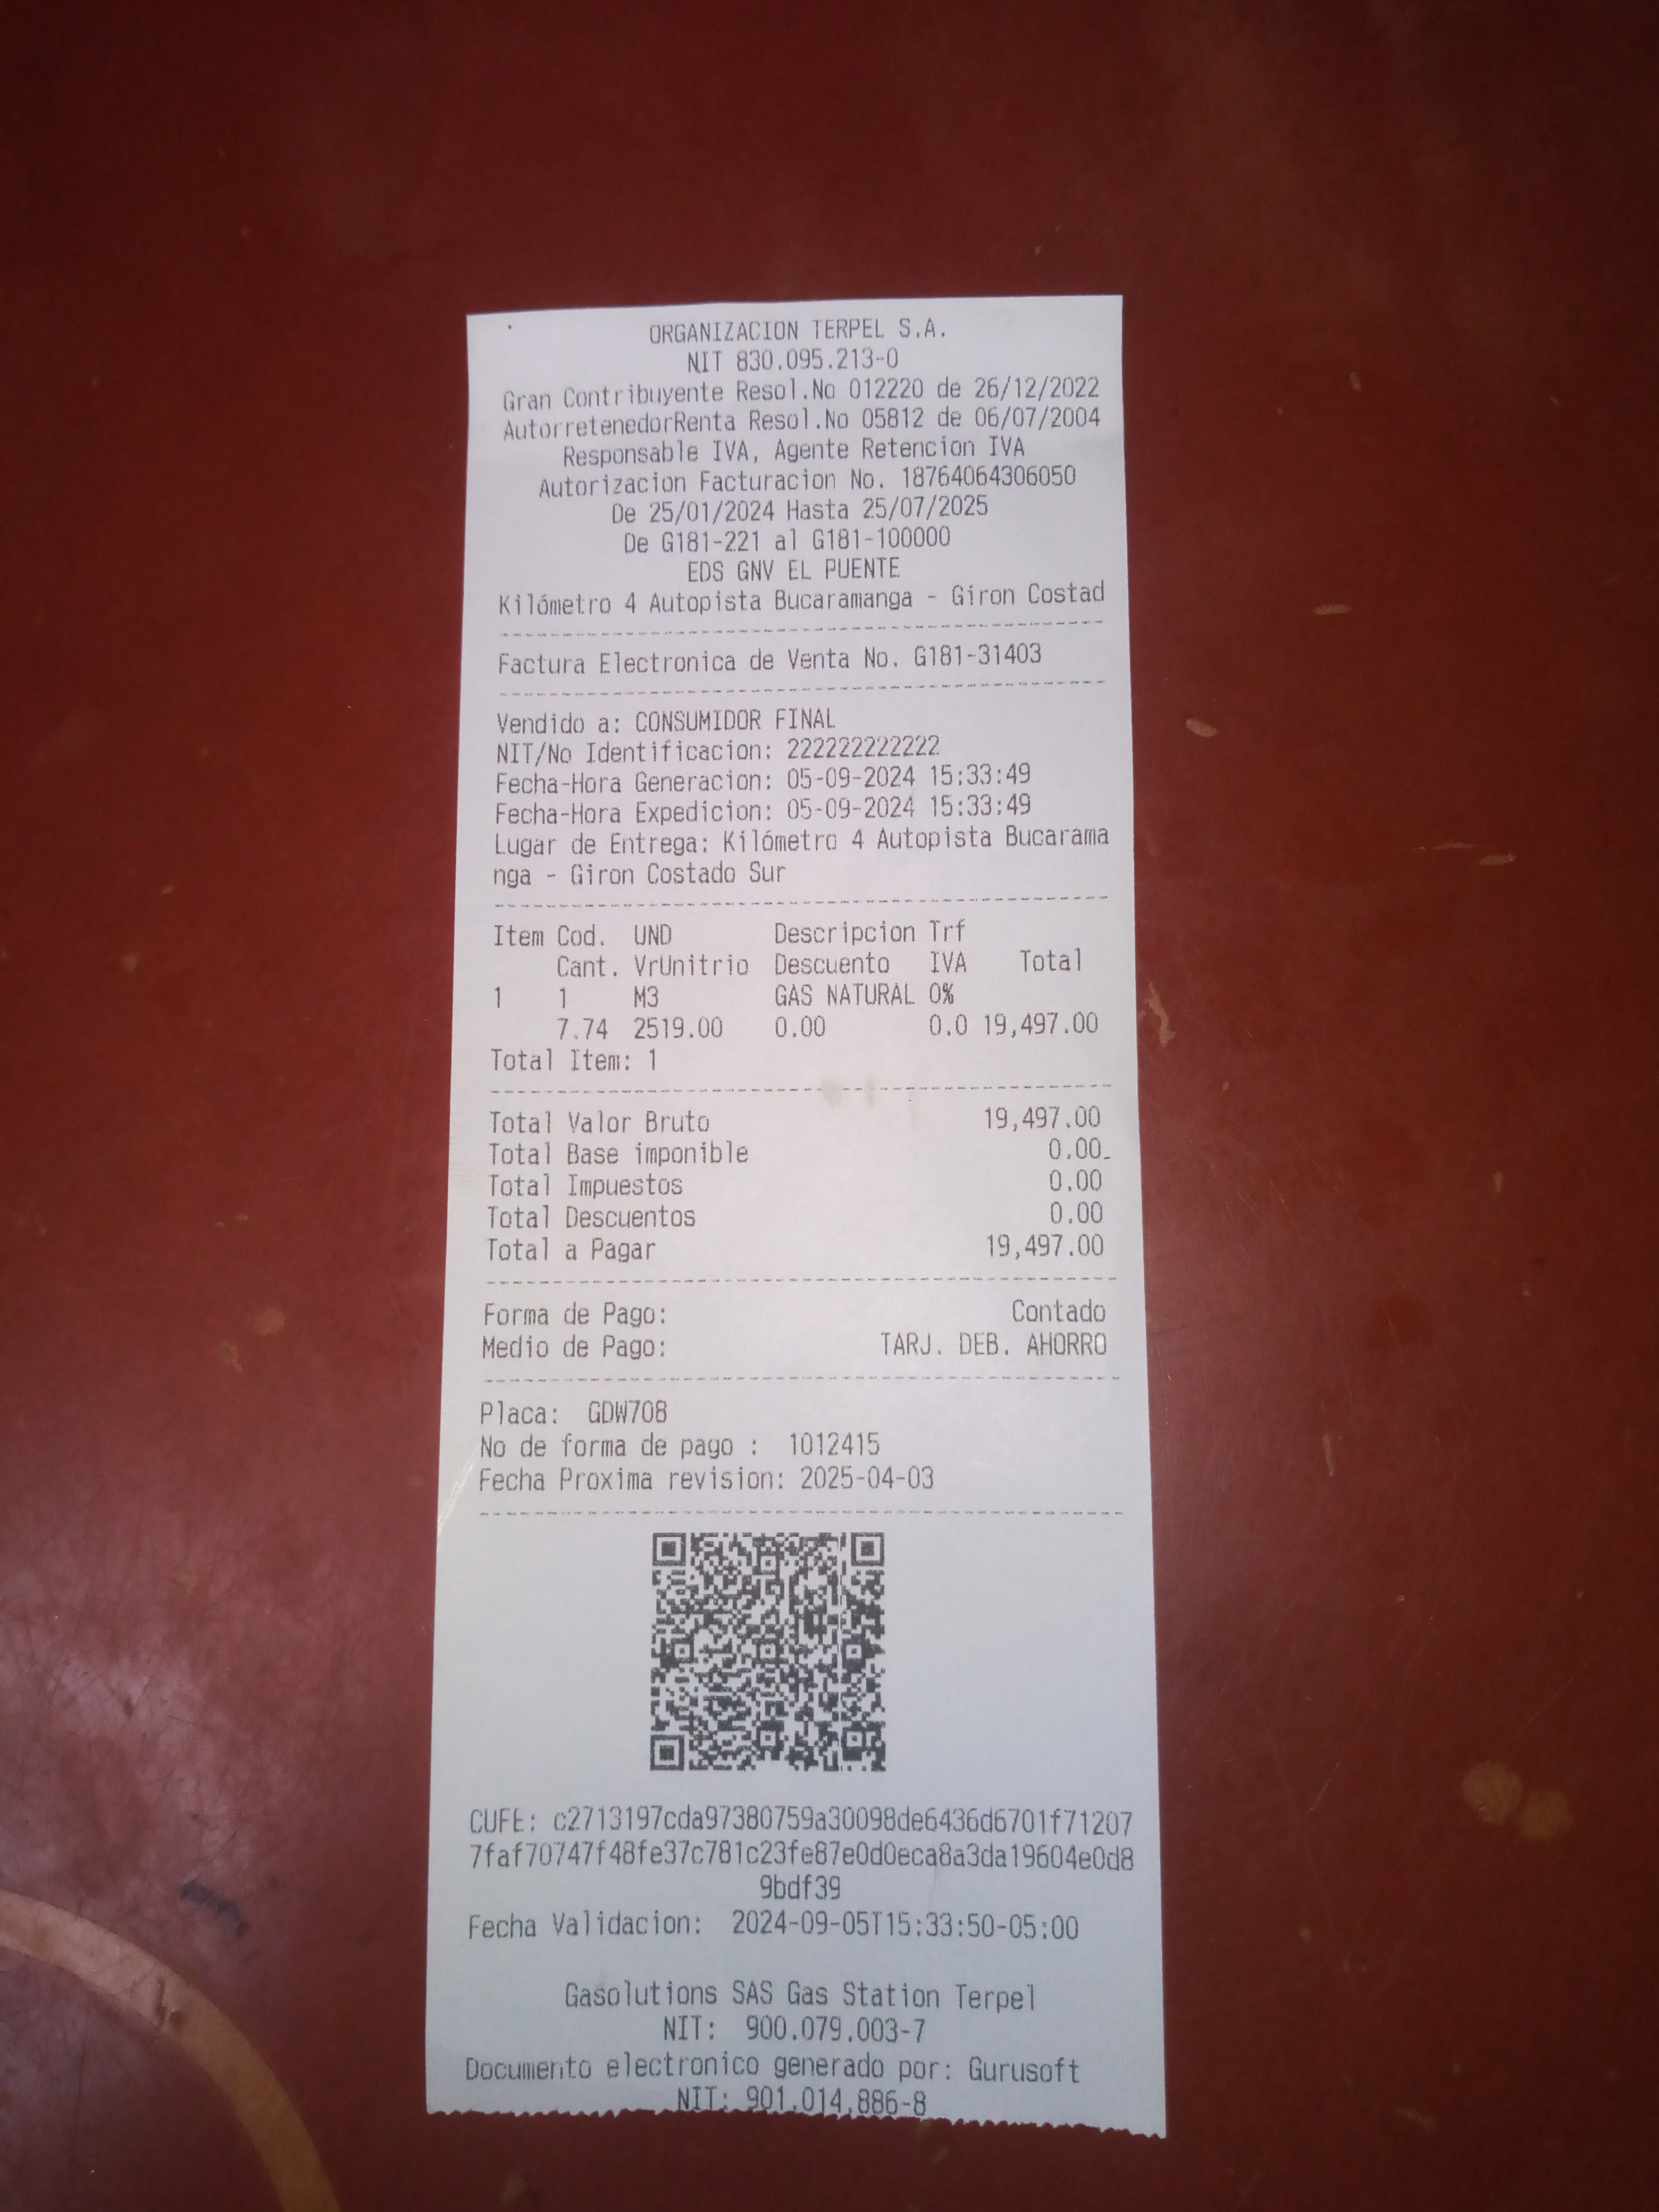 ORGANIZACION TERPEL S.A.
NIT 830.095.213-0
Gran Contribuyente Resol.No 012220 de 26/12/2022
AutorretenedorRenta Resol.No 05812 de 06/07/2004
Responsable IVA, Agente Retencion IVA
Autorizacion Facturacion No. 18764064306050
De 25/01/2024 Hasta 25/07/2025
De G181-221 al G181-100000
EDS GNV EL PUENTE
Kilómetro 4 Autopista Bucaramanga - Giron Costad
Factura Electronica de Venta No. G181-31403
Vendido a: CONSUMIDOR FINAL
NIT/No Identificacion: 222222222222
Fecha-Hora Generacion: 05-09-2024 15:33:49
Fecha-Hora Expedicion: 05-09-2024 15:33:49
Lugar de Entrega: Kilómetro 4 Autopista Bucarama
nga - Giron Costado Sur
Item Cod. UND Descripcion Trf
Cant. VrUnitrio Descuento IVA Total
1 1 M3 GAS NATURAL 0%
7.74 2519.00 0.00 0.0 19,497.00
Total Item: 1
Total Valor Bruto 19,497.00
Total Base imponible 0.00
Total Impuestos 0.00
Total Descuentos 0.00
Total a Pagar 19,497.00
Forma de Pago: Contado
Medio de Pago: TARJ. DEB. AHORRO
Placa: GDW708
No de forma de pago : 1012415
Fecha Proxima revision: 2025-04-03
CUFE: c2713197cda97380759a30098de6436d6701f71207
7faf70747f48fe37c781c23fe87e0d0eca8a3da19604e0d8
9bdf39
Fecha Validacion: 2024-09-05T15:33:50-05:00
Gasolutions SAS Gas Station Terpel
NIT: 900.079.003-7
Documento electronico generado por: Gurusoft
NIT: 901.014.886-8